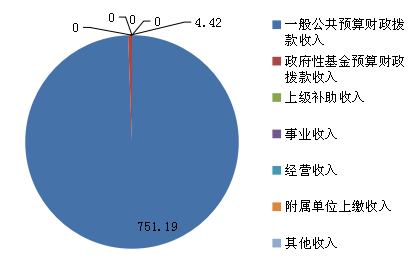 0
0
0
0
4.42
751.19
一般公共预算财政拨
款收入
政府性基金预算财政
拨款收入
上级补助收入
事业收入
经营收入
附属单位上缴收入
其他收入